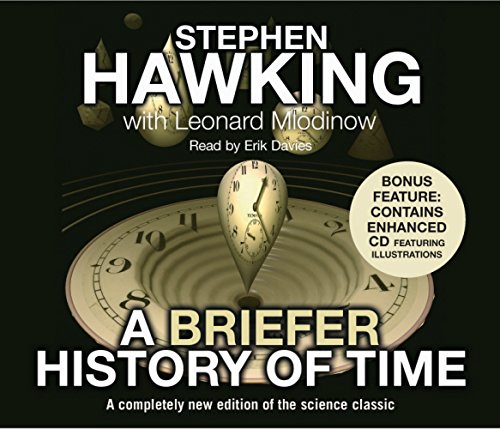 STEPHEN
HAWKING
with Leonard Mlodinow
Read by Erik Davies
BONUS
FEATURE:
CONTAINS
ENHANCED
CD FEATURING
ILLUSTRATIONS
A BRIEFER
HISTORY OF TIME
A completely new edition of the science classic